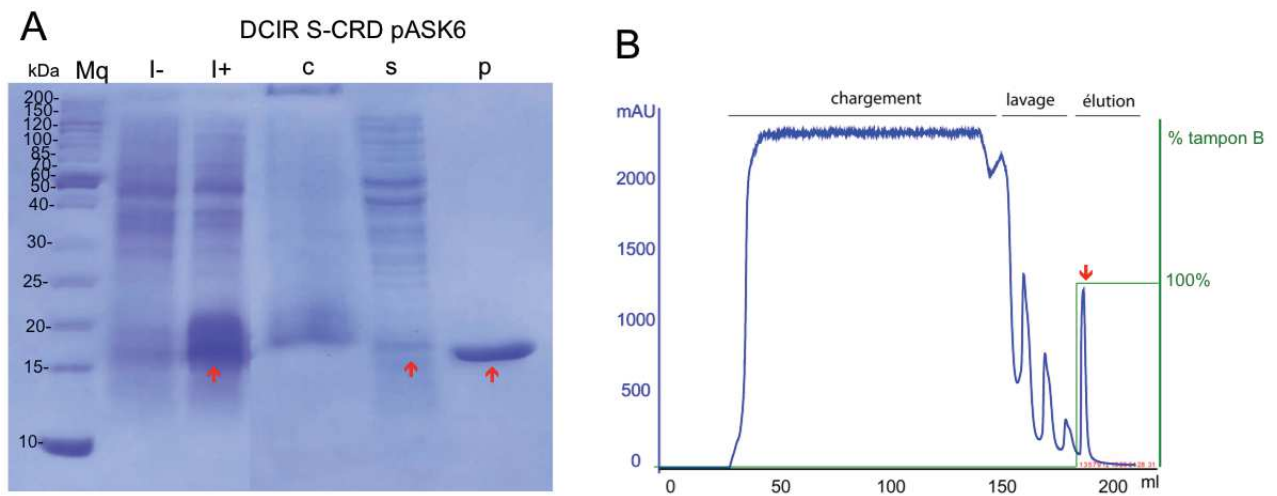 A
DCIR S-CRD pASK6
kDa Mq I- I+ c s p
200-
150-
120-
100-
85-
70-
60-
50-
40-
30-
25-
20-
15-
10-
B
chargement lavage élution
mAU
% tampon B
2000
1500
100%
1000
500
0
0 50 100 150 200 ml